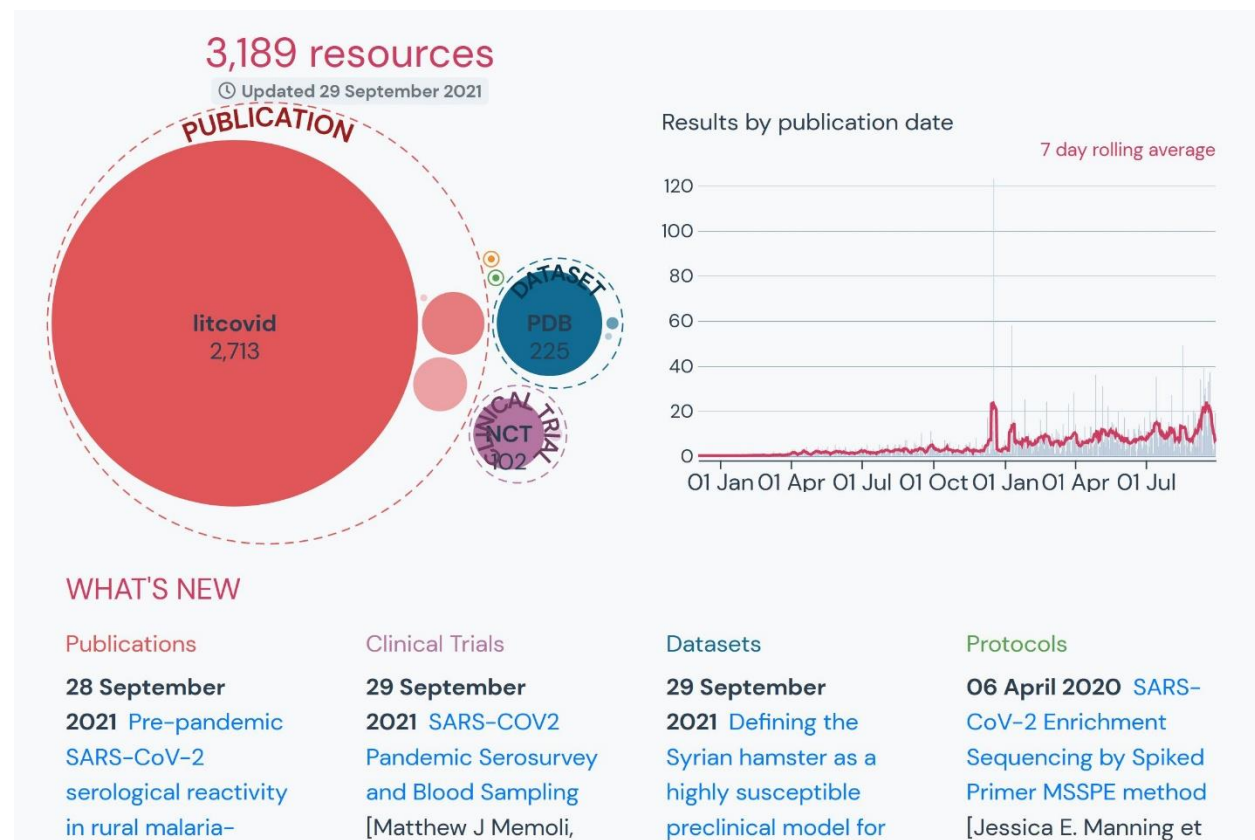 3,189 resources
Updated 29 September 2021
PUBLICATION
litcovid
2,713
DATASET
PDB
225
CLINICAL TRIAL
NCT
102
Results by publication date
7 day rolling average
120
100
80
60
40
20
0
01 Jan 01 Apr 01 Jul 01 Oct 01 Jan 01 Apr 01 Jul
WHAT'S NEW
Publications
28 September
2021 Pre-pandemic
SARS-CoV-2
serological reactivity
in rural malaria-
Clinical Trials
29 September
2021 SARS-COV2
Pandemic Serosurvey
and Blood Sampling
[Matthew J Memoli,
Datasets
29 September
2021 Defining the
Syrian hamster as a
highly susceptible
preclinical model for
Protocols
06 April 2020 SARS-
CoV-2 Enrichment
Sequencing by Spiked
Primer MSSPE method
[Jessica E. Manning et